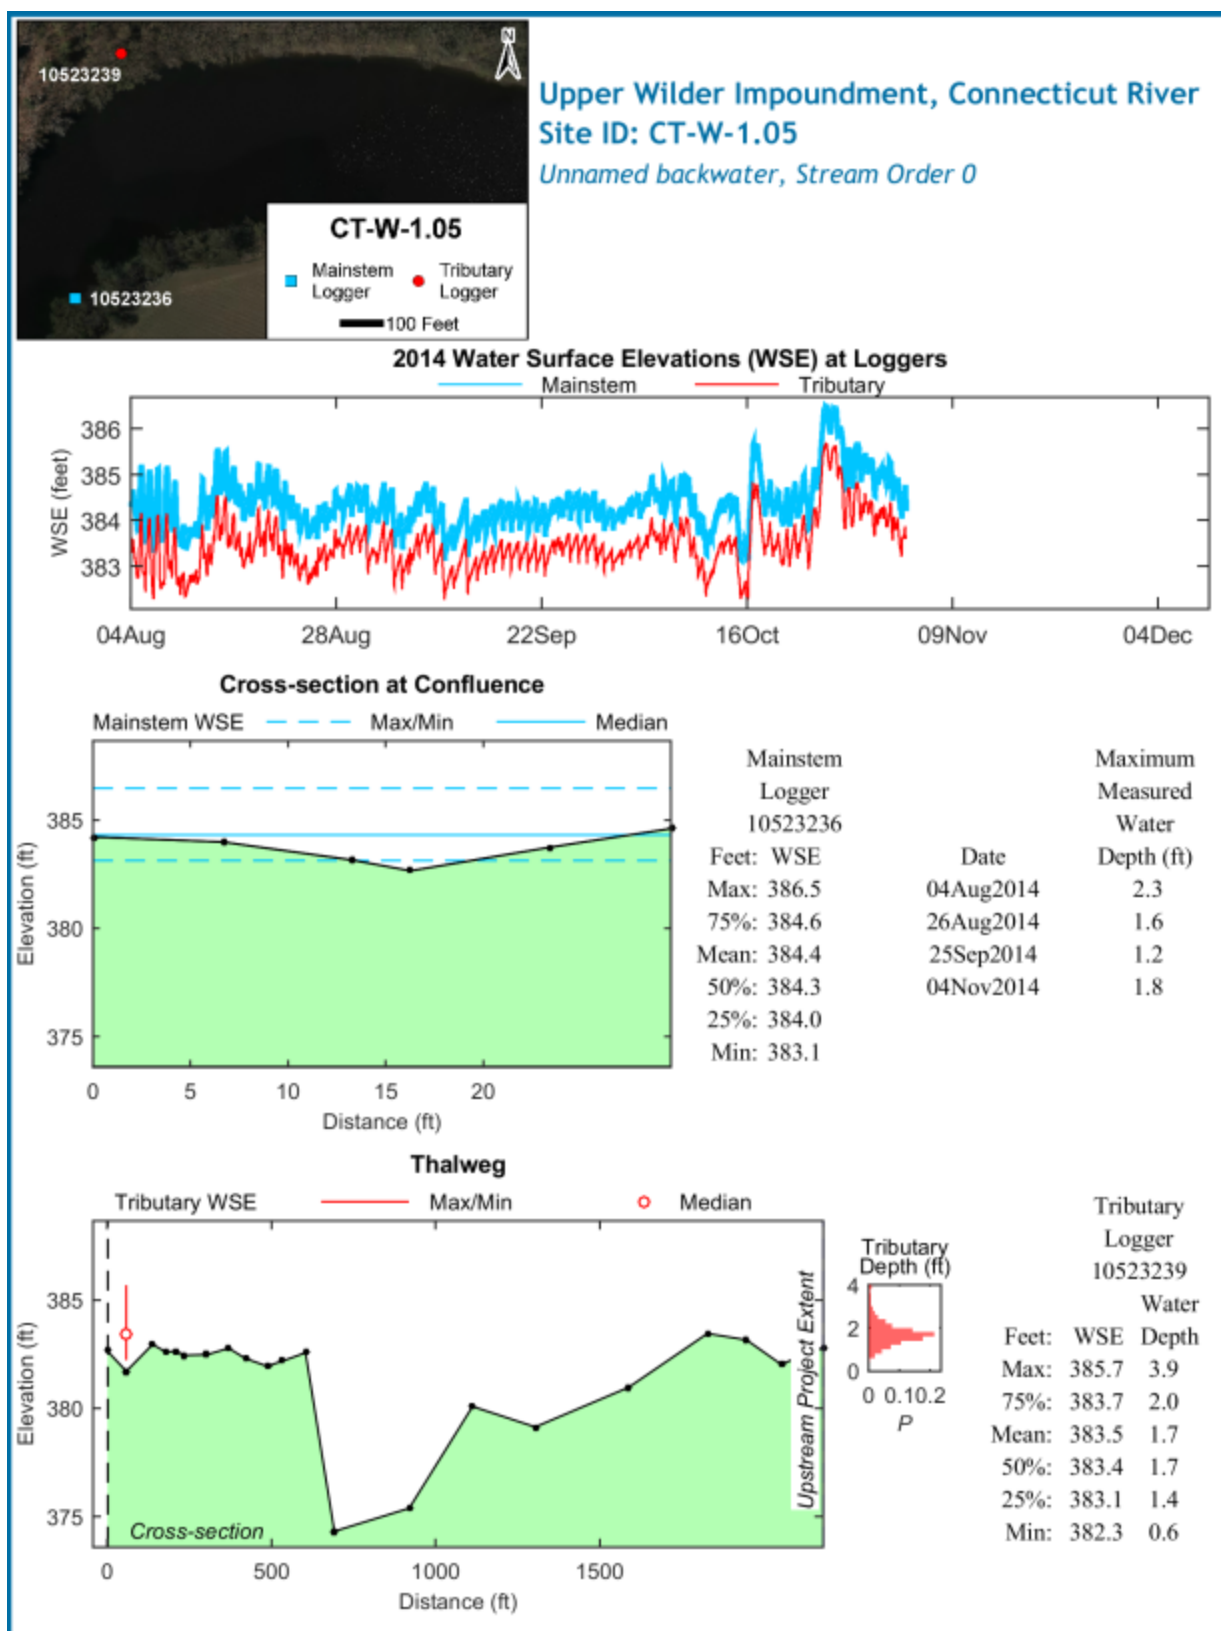 10523239
N
10523236
CT-W-1.05
Mainstem Logger
Tributary Logger
100 Feet
Upper Wilder Impoundment, Connecticut River
Site ID: CT-W-1.05
Unnamed backwater, Stream Order 0
2014 Water Surface Elevations (WSE) at Loggers
Mainstem Tributary
WSE (feet)
386
385
384
383
04Aug 28Aug 22Sep 16Oct 09Nov 04Dec
Cross-section at Confluence
Mainstem WSE Max/Min Median
Elevation (ft)
385
380
375
0 5 10 15 20
Distance (ft)
Mainstem Maximum
Logger Measured
10523236 Water
Feet: WSE Date Depth (ft)
Max: 386.5 04Aug2014 2.3
75%: 384.6 26Aug2014 1.6
Mean: 384.4 25Sep2014 1.2
50%: 384.3 04Nov2014 1.8
25%: 384.0
Min: 383.1
Thalweg
Tributary WSE Max/Min Median
Elevation (ft)
385
380
375
Cross-section
Upstream Project Extent
0 500 1000 1500
Distance (ft)
Tributary
Depth (ft)
4
2
0
0 0.1 0.2
P
Tributary
Logger
10523239
Water
Feet: WSE Depth
Max: 385.7 3.9
75%: 383.7 2.0
Mean: 383.5 1.7
50%: 383.4 1.7
25%: 383.1 1.4
Min: 382.3 0.6